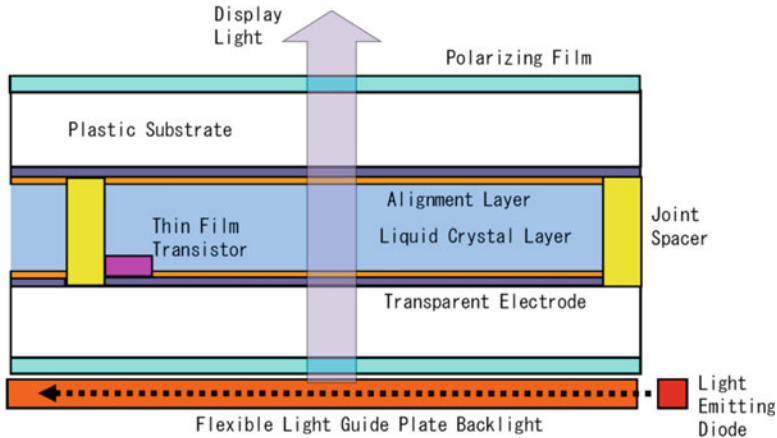 Display
Light
Polarizing Film
Plastic Substrate
Alignment Layer
Thin Film
Transistor
Liquid Crystal Layer
Joint
Spacer
Transparent Electrode
Light
Emitting
Diode
Flexible Light Guide Plate Backlight